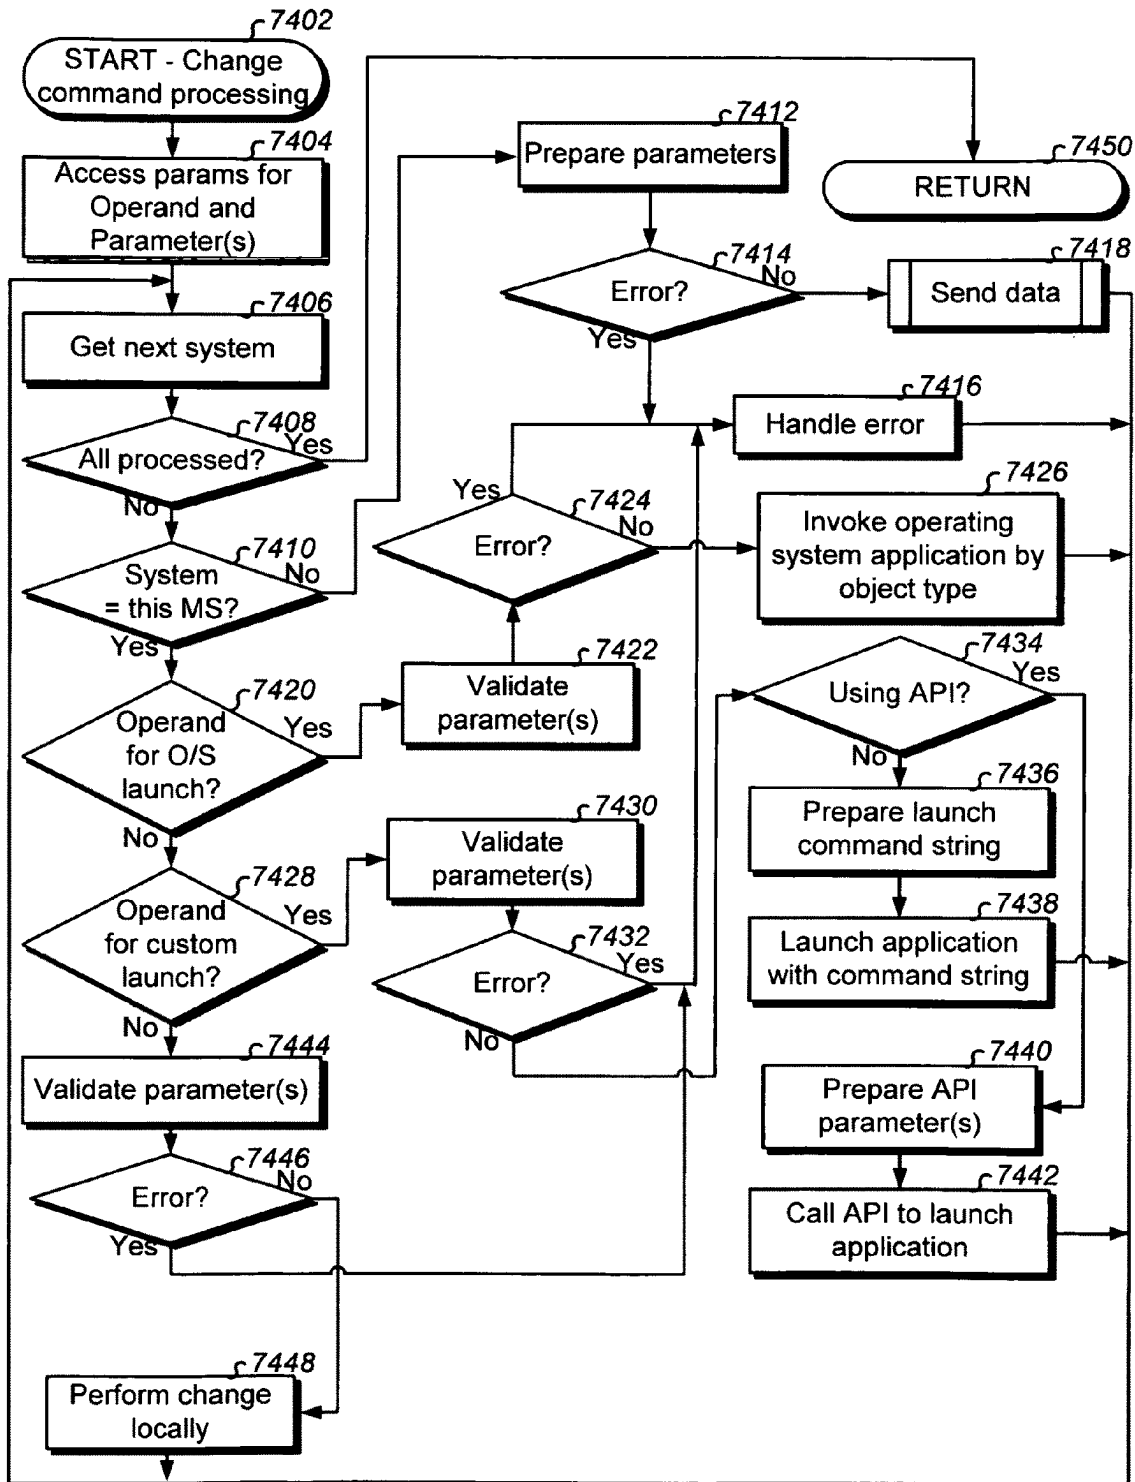 7402
START - Change
command processing
7404
Access params for
Operand and
Parameter(s)
7406
Get next system
7408
All processed?
Yes
No
7410
System
= this MS?
No
Yes
7420
Operand
for O/S
launch?
Yes
No
7428
Operand
for custom
launch?
Yes
No
7444
Validate parameter(s)
7446
Error?
No
Yes
7448
Perform change
locally
7412
Prepare parameters
7414
Error?
No
Yes
7424
Error?
Yes
No
7422
Validate
parameter(s)
7430
Validate
parameter(s)
7432
Error?
Yes
No
7450
RETURN
7418
Send data
7416
Handle error
7426
Invoke operating
system application by
object type
7434
Using API?
Yes
No
7436
Prepare launch
command string
7438
Launch application
with command string
7440
Prepare API
parameter(s)
7442
Call API to launch
application